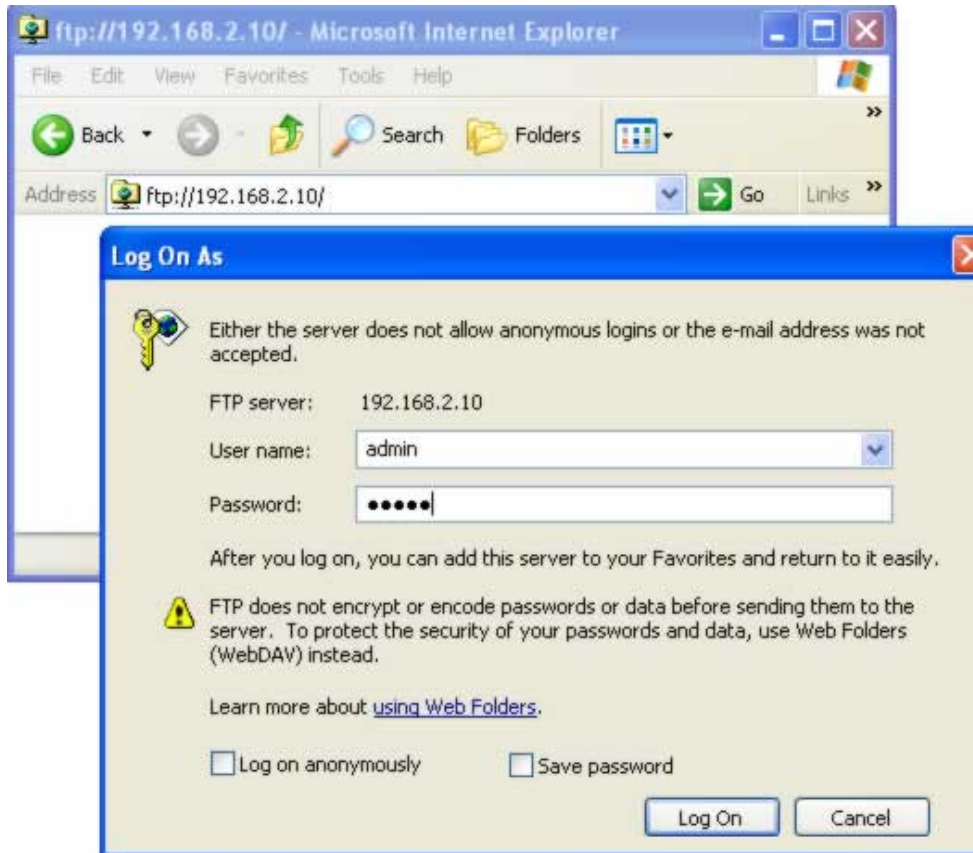 ftp://192.168.2.10/ - Microsoft Internet Explorer
File Edit View Favorites Tools Help
Back Search Folders »
Address ftp://192.168.2.10/ Go Links »
Log On As
Either the server does not allow anonymous logins or the e-mail address was not
accepted.
FTP server: 192.168.2.10
User name: admin
Password: •••••
After you log on, you can add this server to your Favorites and return to it easily.
FTP does not encrypt or encode passwords or data before sending them to the
server. To protect the security of your passwords and data, use Web Folders
(WebDAV) instead.
Learn more about using Web Folders.
Log on anonymously Save password
Log On Cancel